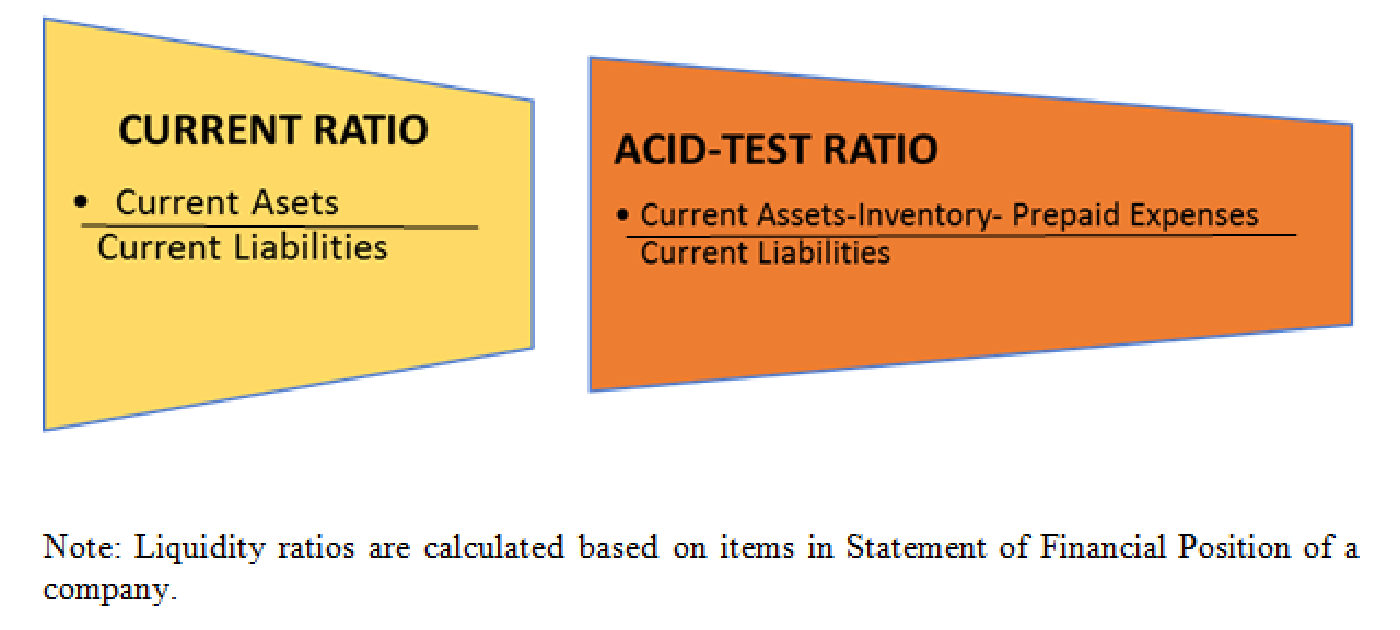 CURRENT RATIO
• Current Asets
Current Liabilities
ACID-TEST RATIO
• Current Assets-Inventory- Prepaid Expenses
Current Liabilities
Note: Liquidity ratios are calculated based on items in Statement of Financial Position of a
company.